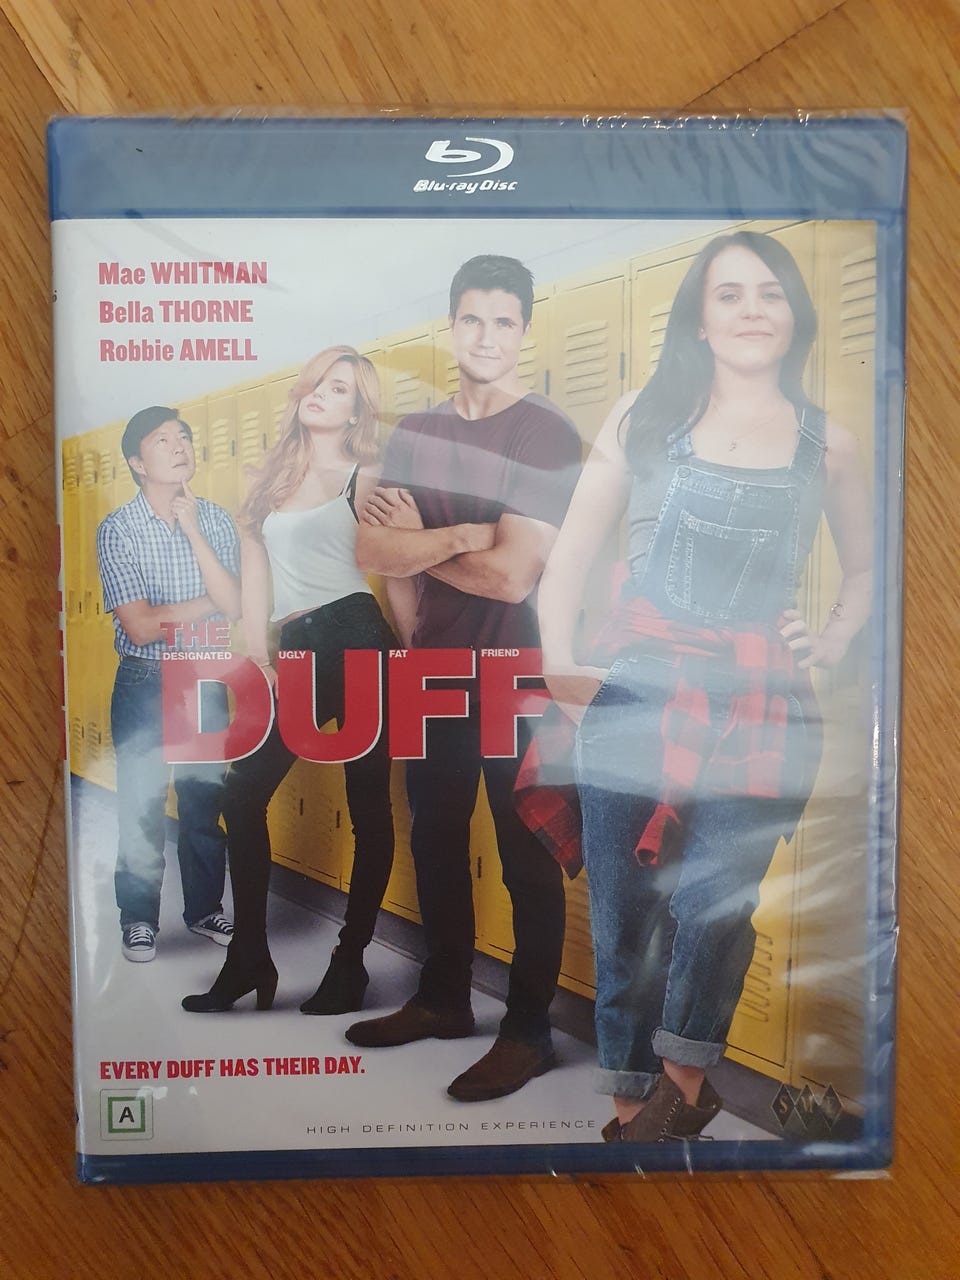 Blu-ray Disc
Mae WHITMAN
Bella THORNE
Robbie AMELL
THE
DESIGNATED UGLY FAT FRIEND
DUFF
EVERY DUFF HAS THEIR DAY.
A
HIGH DEFINITION EXPERIENCE